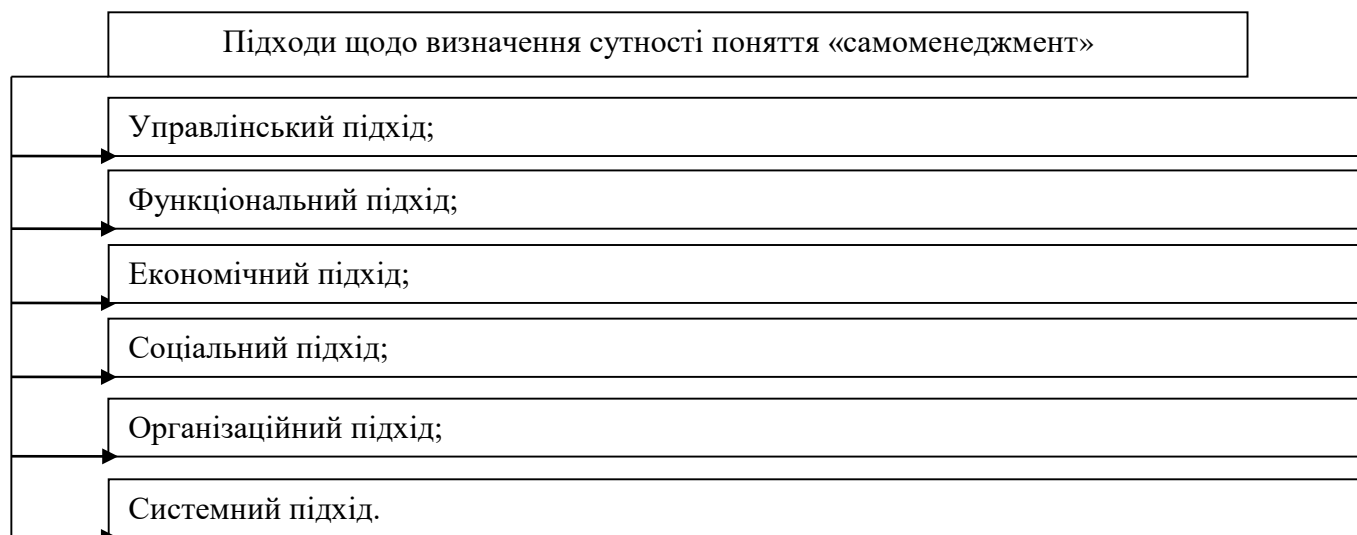 Підходи щодо визначення сутності поняття «самоменеджмент»
Управлінський підхід;
Функціональний підхід;
Економічний підхід;
Соціальний підхід;
Організаційний підхід;
Системний підхід.